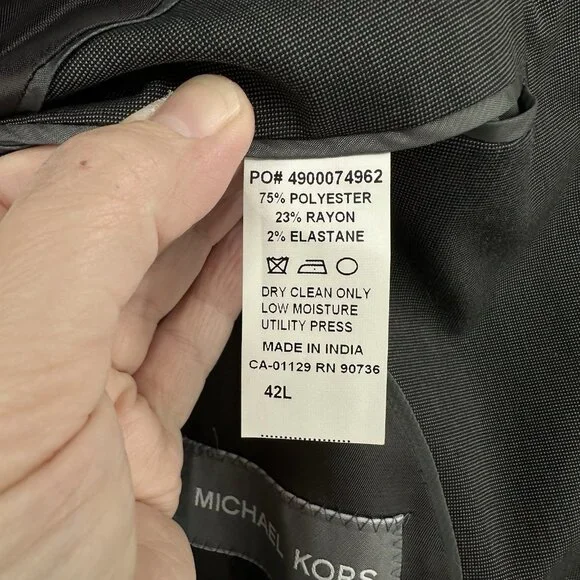 PO# 4900074962
75% POLYESTER
23% RAYON
2% ELASTANE
DRY CLEAN ONLY
LOW MOISTURE
UTILITY PRESS
MADE IN INDIA
CA-01129 RN 90736
42L
MICHAEL KORS